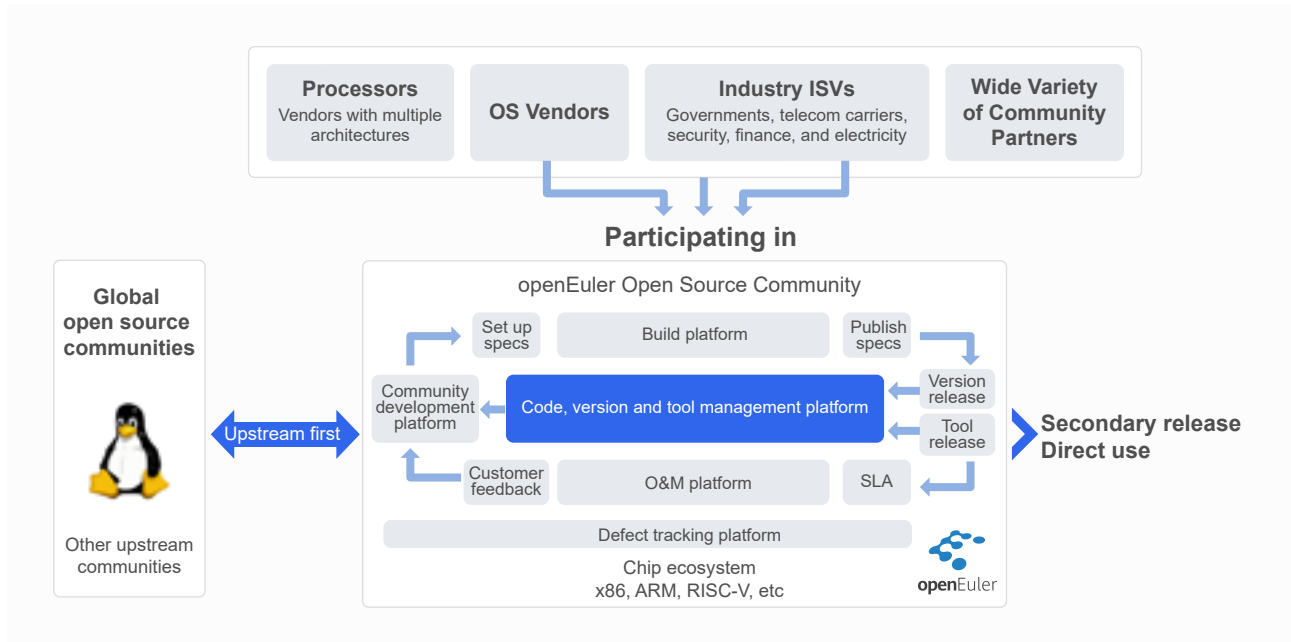 Processors
Vendors with multiple
architectures
OS Vendors
Industry ISVs
Governments, telecom carriers,
security, finance, and electricity
Wide Variety
of Community
Partners
Participating in
Global
open source
communities
Other upstream
communities
Upstream first
openEuler Open Source Community
Set up
specs
Build platform
Publish
specs
Community
development
platform
Code, version and tool management platform
Version
release
Tool
release
Customer
feedback
O&M platform
SLA
Defect tracking platform
Chip ecosystem
x86, ARM, RISC-V, etc
openEuler
Secondary release
Direct use